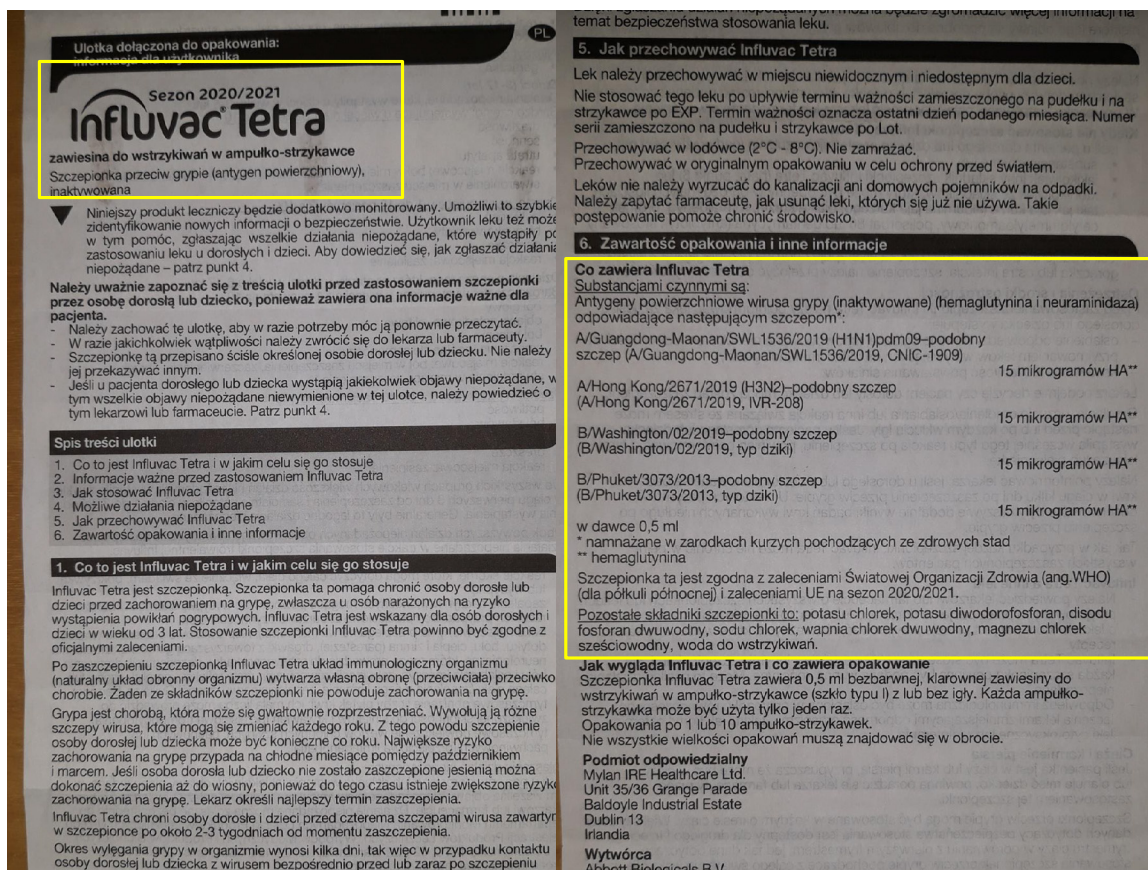 PL
Ulotka dołączona do opakowania:
informacja dla użytkownika
Sezon 2020/2021
Influvac® Tetra
zawiesina do wstrzykiwań w ampułko-strzykawce
Szczepionka przeciw grypie (antygen powierzchniowy),
inaktywowana
Niniejszy produkt leczniczy będzie dodatkowo monitorowany. Umożliwi to szybkie
zidentyfikowanie nowych informacji o bezpieczeństwie. Użytkownik leku też może
w tym pomóc, zgłaszając wszelkie działania niepożądane, które wystąpiły po
zastosowaniu leku u dorosłych i dzieci. Aby dowiedzieć się, jak zgłaszać działania
niepożądane – patrz punkt 4.
Należy uważnie zapoznać się z treścią ulotki przed zastosowaniem szczepionki
przez osobę dorosłą lub dziecko, ponieważ zawiera ona informacje ważne dla
pacjenta.
- Należy zachować tę ulotkę, aby w razie potrzeby móc ją ponownie przeczytać.
- W razie jakichkolwiek wątpliwości należy zwrócić się do lekarza lub farmaceuty.
- Szczepionkę tą przepisano ściśle określonej osobie dorosłej lub dziecku. Nie należy
jej przekazywać innym.
- Jeśli u pacjenta dorosłego lub dziecka wystąpią jakiekolwiek objawy niepożądane, w
tym wszelkie objawy niepożądane niewymienione w tej ulotce, należy powiedzieć o
tym lekarzowi lub farmaceucie. Patrz punkt 4.
Spis treści ulotki
1. Co to jest Influvac Tetra i w jakim celu się go stosuje
2. Informacje ważne przed zastosowaniem Influvac Tetra
3. Jak stosować Influvac Tetra
4. Możliwe działania niepożądane
5. Jak przechowywać Influvac Tetra
6. Zawartość opakowania i inne informacje
1. Co to jest Influvac Tetra i w jakim celu się go stosuje
Influvac Tetra jest szczepionką. Szczepionka ta pomaga chronić osoby dorosłe lub
dzieci przed zachorowaniem na grypę, zwłaszcza u osób narażonych na ryzyko
wystąpienia powikłań pogrypowych. Influvac Tetra jest wskazany dla osób dorosłych i
dzieci w wieku od 3 lat. Stosowanie szczepionki Influvac Tetra powinno być zgodne z
oficjalnymi zaleceniami.
Po zaszczepieniu szczepionką Influvac Tetra układ immunologiczny organizmu
(naturalny układ obronny organizmu) wytwarza własną obronę (przeciwciała) przeciwko
chorobie. Żaden ze składników szczepionki nie powoduje zachorowania na grypę.
Grypa jest chorobą, która może się gwałtownie rozprzestrzeniać. Wywołują ją różne
szczepy wirusa, które mogą się zmieniać każdego roku. Z tego powodu szczepienie
osoby dorosłej lub dziecka może być konieczne co roku. Największe ryzyko
zachorowania na grypę przypada na chłodne miesiące pomiędzy październikiem
i marcem. Jeśli osoba dorosła lub dziecko nie zostało zaszczepione jesienią można
dokonać szczepienia aż do wiosny, ponieważ do tego czasu istnieje zwiększone ryzyko
zachorowania na grypę. Lekarz określi najlepszy termin zaszczepienia.
Influvac Tetra chroni osoby dorosłe i dzieci przed czterema szczepami wirusa zawartym
w szczepionce po około 2-3 tygodniach od momentu zaszczepienia.
Okres wylęgania grypy w organizmie wynosi kilka dni, tak więc w przypadku kontaktu
osoby dorosłej lub dziecka z wirusem bezpośrednio przed lub zaraz po szczepieniu
temat bezpieczeństwa stosowania leku.
5. Jak przechowywać Influvac Tetra
Lek należy przechowywać w miejscu niewidocznym i niedostępnym dla dzieci.
Nie stosować tego leku po upływie terminu ważności zamieszczonego na pudełku i na
strzykawce po EXP. Termin ważności oznacza ostatni dzień podanego miesiąca. Numer
serii zamieszczono na pudełku i strzykawce po Lot.
Przechowywać w lodówce (2°C - 8°C). Nie zamrażać.
Przechowywać w oryginalnym opakowaniu w celu ochrony przed światłem.
Leków nie należy wyrzucać do kanalizacji ani domowych pojemników na odpadki.
Należy zapytać farmaceutę, jak usunąć leki, których się już nie używa. Takie
postępowanie pomoże chronić środowisko.
6. Zawartość opakowania i inne informacje
Co zawiera Influvac Tetra
Substancjami czynnymi są:
Antygeny powierzchniowe wirusa grypy (inaktywowane) (hemaglutynina i neuraminidaza)
odpowiadające następującym szczepom*:
A/Guangdong-Maonan/SWL1536/2019 (H1N1)pdm09–podobny
szczep (A/Guangdong-Maonan/SWL1536/2019, CNIC-1909)
15 mikrogramów HA**
A/Hong Kong/2671/2019 (H3N2)–podobny szczep
(A/Hong Kong/2671/2019, IVR-208)
15 mikrogramów HA**
B/Washington/02/2019–podobny szczep
(B/Washington/02/2019, typ dziki)
15 mikrogramów HA**
B/Phuket/3073/2013–podobny szczep
(B/Phuket/3073/2013, typ dziki)
15 mikrogramów HA**
w dawce 0,5 ml
* namnażane w zarodkach kurzych pochodzących ze zdrowych stad
** hemaglutynina
Szczepionka ta jest zgodna z zaleceniami Światowej Organizacji Zdrowia (ang.WHO)
(dla półkuli północnej) i zaleceniami UE na sezon 2020/2021.
Pozostałe składniki szczepionki to: potasu chlorek, potasu diwodorofosforan, disodu
fosforan dwuwodny, sodu chlorek, wapnia chlorek dwuwodny, magnezu chlorek
sześciowodny, woda do wstrzykiwań.
Jak wygląda Influvac Tetra i co zawiera opakowanie
Szczepionka Influvac Tetra zawiera 0,5 ml bezbarwnej, klarownej zawiesiny do
wstrzykiwań w ampułko-strzykawce (szkło typu I) z lub bez igły. Każda ampułko-
strzykawka może być użyta tylko jeden raz.
Opakowania po 1 lub 10 ampułko-strzykawek.
Nie wszystkie wielkości opakowań muszą znajdować się w obrocie.
Podmiot odpowiedzialny
Mylan IRE Healthcare Ltd.
Unit 35/36 Grange Parade
Baldoyle Industrial Estate
Dublin 13
Irlandia
Wytwórca
Abbott Biologicals B.V.